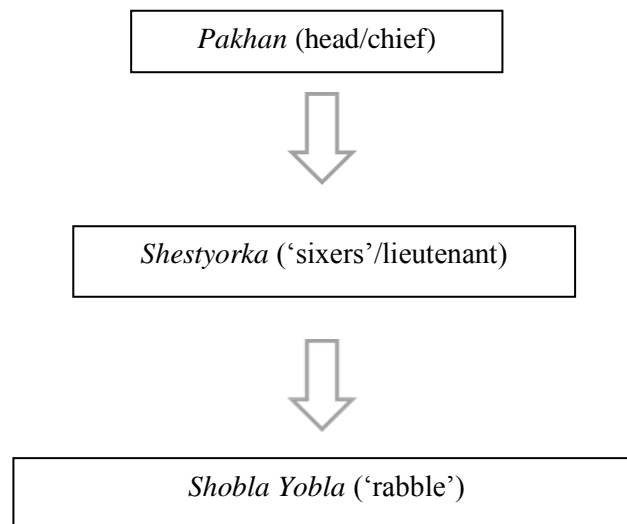 Pakhan (head/chief)
Shestyorka (‘sixers’/lieutenant)
Shobla Yobla (‘rabble’)